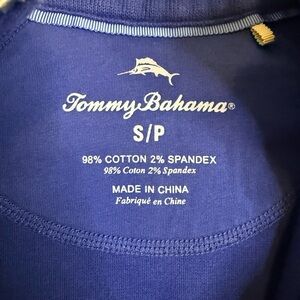 Tommy Bahama®
S/P
98% COTTON 2% SPANDEX
98% Coton 2% Spandex
MADE IN CHINA
Fabriqué en Chine